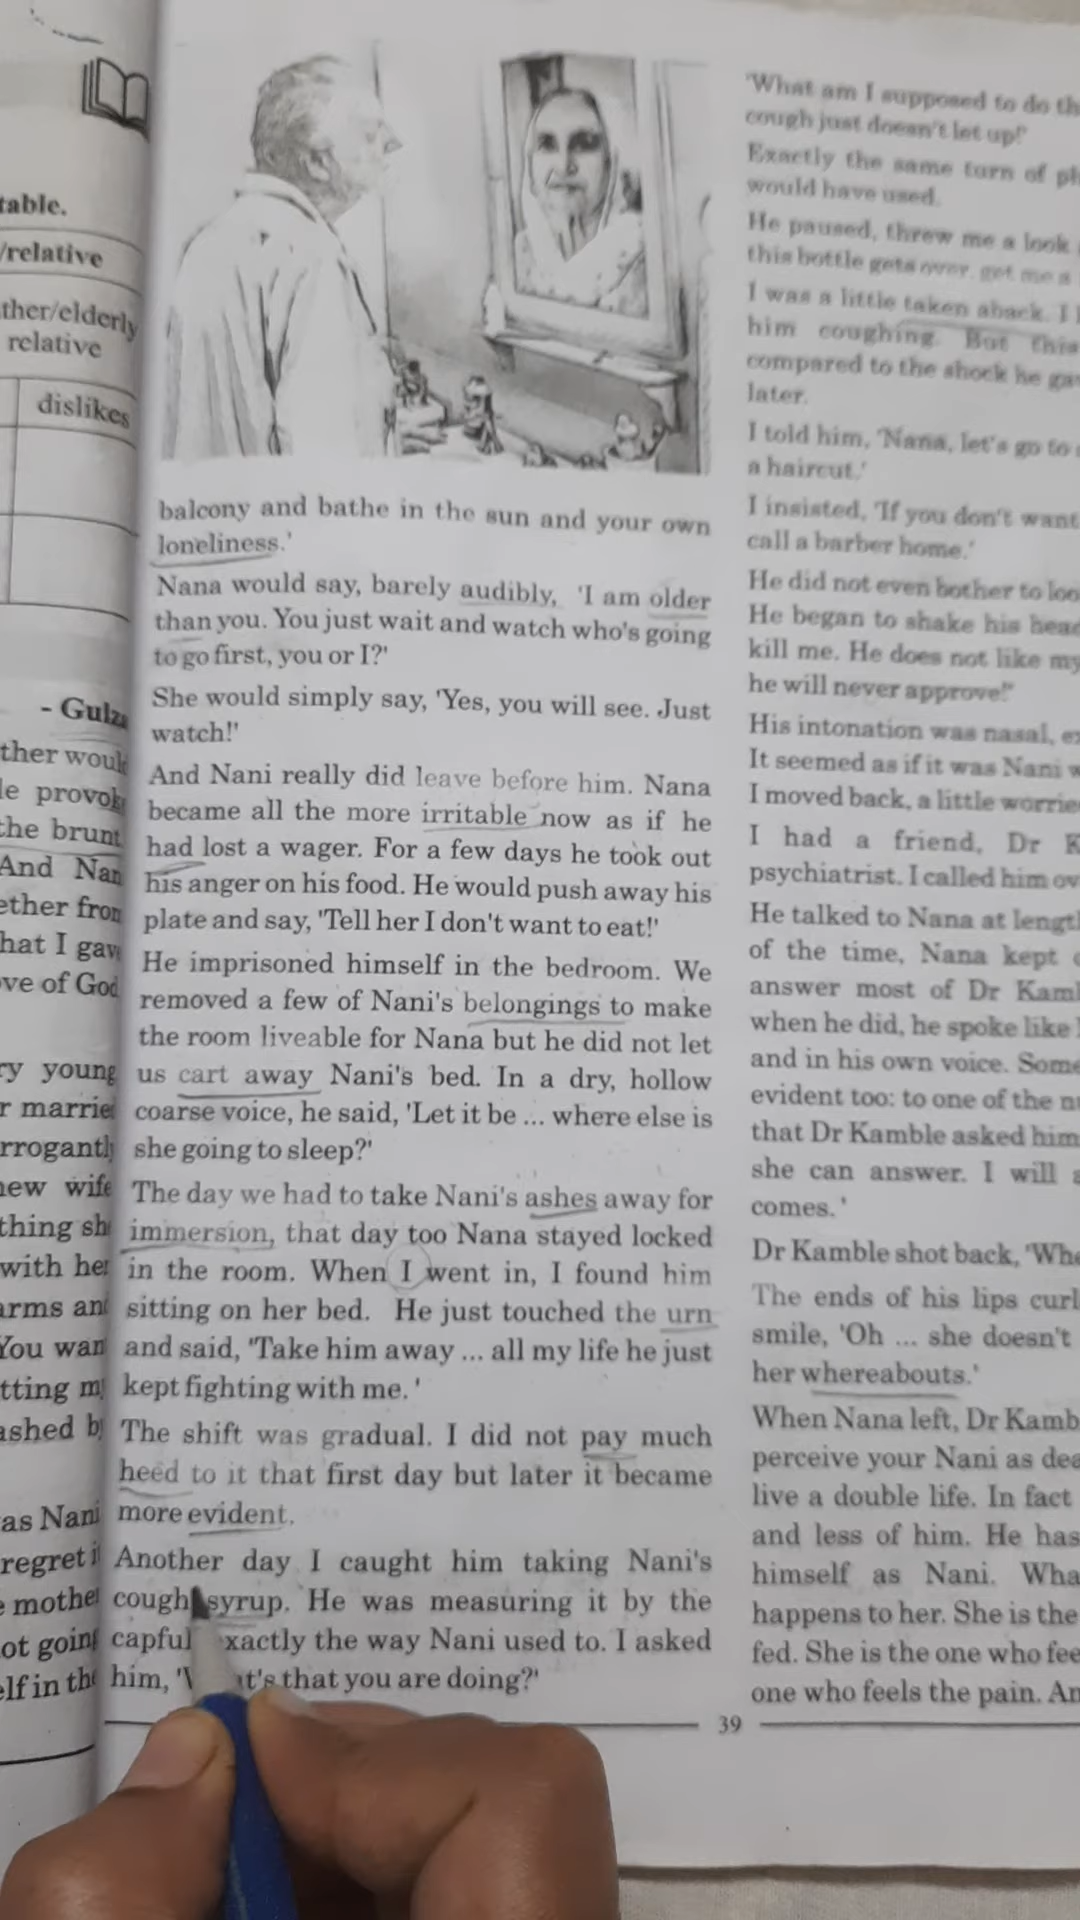 table.
/relative
ther/elderly
relative
dislikes
- Gulza
ther would
le provok
the brunt
And Nan
ether from
hat I gav
ve of God
ry young
r married
rrogantly
new wife
thing sh
with her
arms and
You want
tting my
ashed by
as Nani
regret i
e mother
ot going
elf in the
balcony and bathe in the sun and your own
loneliness.'
Nana would say, barely audibly, 'I am older
than you. You just wait and watch who's going
to go first, you or I?'
She would simply say, 'Yes, you will see. Just
watch!'
And Nani really did leave before him. Nana
became all the more irritable now as if he
had lost a wager. For a few days he took out
his anger on his food. He would push away his
plate and say, 'Tell her I don't want to eat!'
He imprisoned himself in the bedroom. We
removed a few of Nani's belongings to make
the room liveable for Nana but he did not let
us cart away Nani's bed. In a dry, hollow
coarse voice, he said, 'Let it be ... where else is
she going to sleep?'
The day we had to take Nani's ashes away for
immersion, that day too Nana stayed locked
in the room. When I went in, I found him
sitting on her bed. He just touched the urn
and said, 'Take him away ... all my life he just
kept fighting with me.'
The shift was gradual. I did not pay much
heed to it that first day but later it became
more evident.
Another day I caught him taking Nani's
cough syrup. He was measuring it by the
capful xactly the way Nani used to. I asked
him, ' t's that you are doing?'
39
'What am I supposed to do th
cough just doesn't let up!'
Exactly the same turn of ph
would have used.
He paused, threw me a look
this bottle gets over, get me a
I was a little taken aback. I
him coughing. But this
compared to the shock he ga
later.
I told him, 'Nana, let's go to
a haircut.'
I insisted, 'If you don't want
call a barber home.'
He did not even bother to loo
He began to shake his head
kill me. He does not like my
he will never approve!'
His intonation was nasal, ex
It seemed as if it was Nani w
I moved back, a little worrie
I had a friend, Dr K
psychiatrist. I called him ov
He talked to Nana at length
of the time, Nana kept
answer most of Dr Kaml
when he did, he spoke like
and in his own voice. Some
evident too: to one of the
that Dr Kamble asked him
she can answer. I will
comes.'
Dr Kamble shot back, 'Whe
The ends of his lips curl
smile, 'Oh ... she doesn't
her whereabouts.'
When Nana left, Dr Kamb
perceive your Nani as dea
live a double life. In fact
and less of him. He has
himself as Nani. Wha
happens to her. She is the
fed. She is the one who fee
one who feels the pain. An